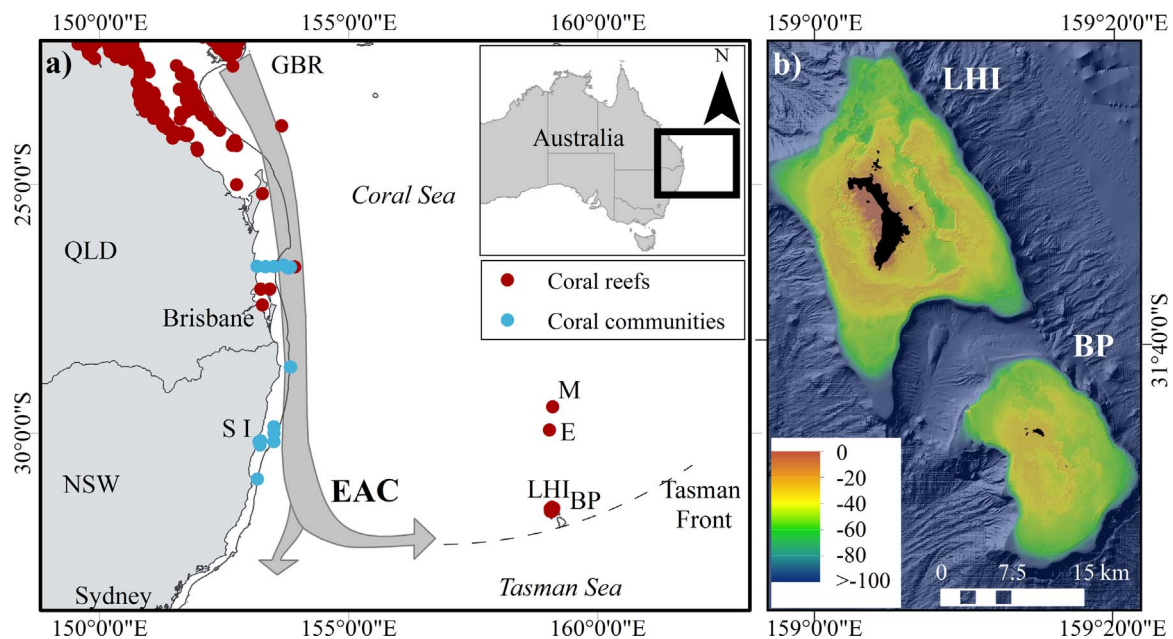 150°0'0"E 155°0'0"E 160°0'0"E
159°0'0"E 159°20'0"E
a)
GBR
N
Australia
Coral Sea
25°0'0"S
QLD
Coral reefs
Coral communities
Brisbane
M
E
S I
30°0'0"S
NSW
EAC
LHI
BP
Tasman
Front
Sydney
Tasman Sea
150°0'0"E 155°0'0"E 160°0'0"E
b)
LHI
31°40'0"S
BP
0
-20
-40
-60
-80
>-100
0 7.5 15 km
159°0'0"E 159°20'0"E